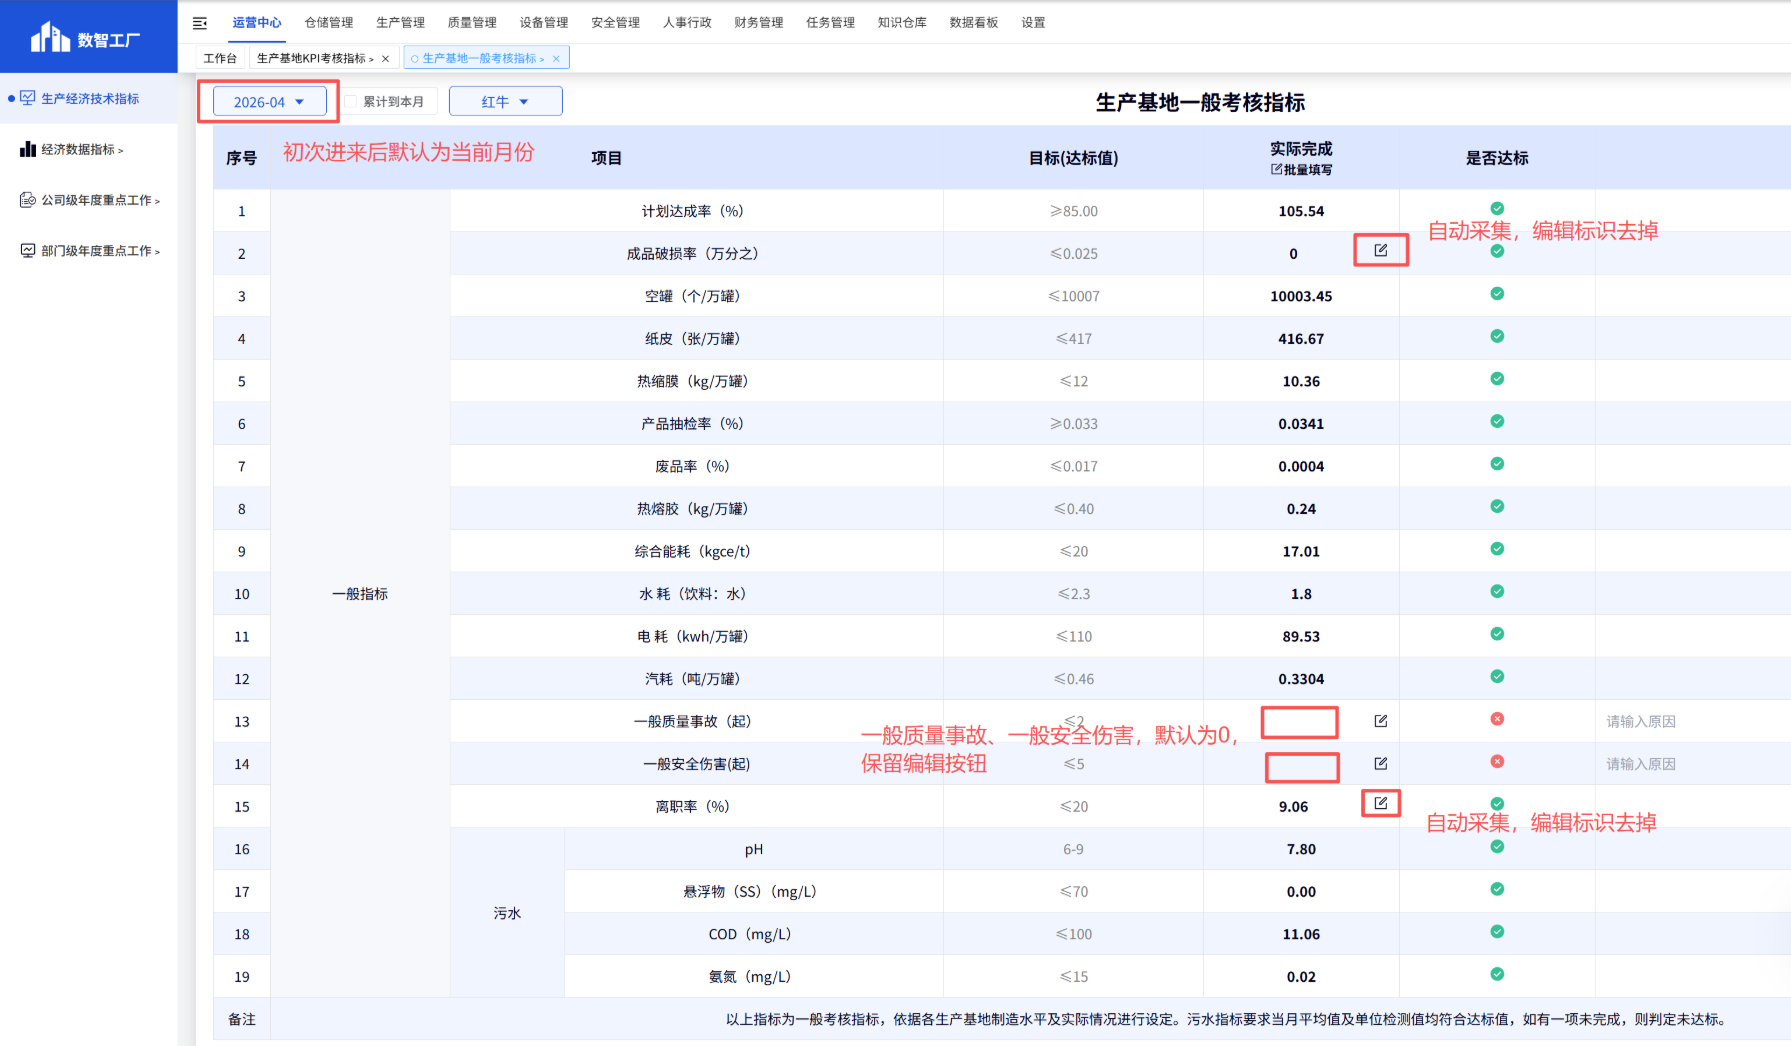 数智工厂
运营中心 仓储管理 生产管理 质量管理 设备管理 安全管理 人事行政 财务管理 任务管理 知识仓库 数据看板 设置
工作台 生产基地KPI考核指标 > × 生产基地一般考核指标 > ×
生产经济技术指标
经济数据指标 >
公司级年度重点工作 >
部门级年度重点工作 >
2026-04 累计到本月 红牛 生产基地一般考核指标
初次进来后默认为当前月份
序号 项目 目标(达标值) 实际完成 是否达标
批量填写
一般指标
1 计划达成率（%） ≥85.00 105.54
自动采集，编辑标识去掉
2 成品破损率（万分之） ≤0.025 0
3 空罐（个/万罐） ≤10007 10003.45
4 纸皮（张/万罐） ≤417 416.67
5 热缩膜（kg/万罐） ≤12 10.36
6 产品抽检率（%） ≥0.033 0.0341
7 废品率（%） ≤0.017 0.0004
8 热熔胶（kg/万罐） ≤0.40 0.24
9 综合能耗（kgce/t） ≤20 17.01
10 水 耗（饮料：水） ≤2.3 1.8
11 电 耗（kwh/万罐） ≤110 89.53
12 汽耗（吨/万罐） ≤0.46 0.3304
13 一般质量事故（起） ≤2 请输入原因
一般质量事故、一般安全伤害，默认为0，
保留编辑按钮
14 一般安全伤害(起) ≤5 请输入原因
15 离职率（%） ≤20 9.06
自动采集，编辑标识去掉
污水
16 pH 6-9 7.80
17 悬浮物（SS）（mg/L） ≤70 0.00
18 COD（mg/L） ≤100 11.06
19 氨氮（mg/L） ≤15 0.02
备注 以上指标为一般考核指标，依据各生产基地制造水平及实际情况进行设定。污水指标要求当月平均值及单位检测值均符合达标值，如有一项未完成，则判定未达标。